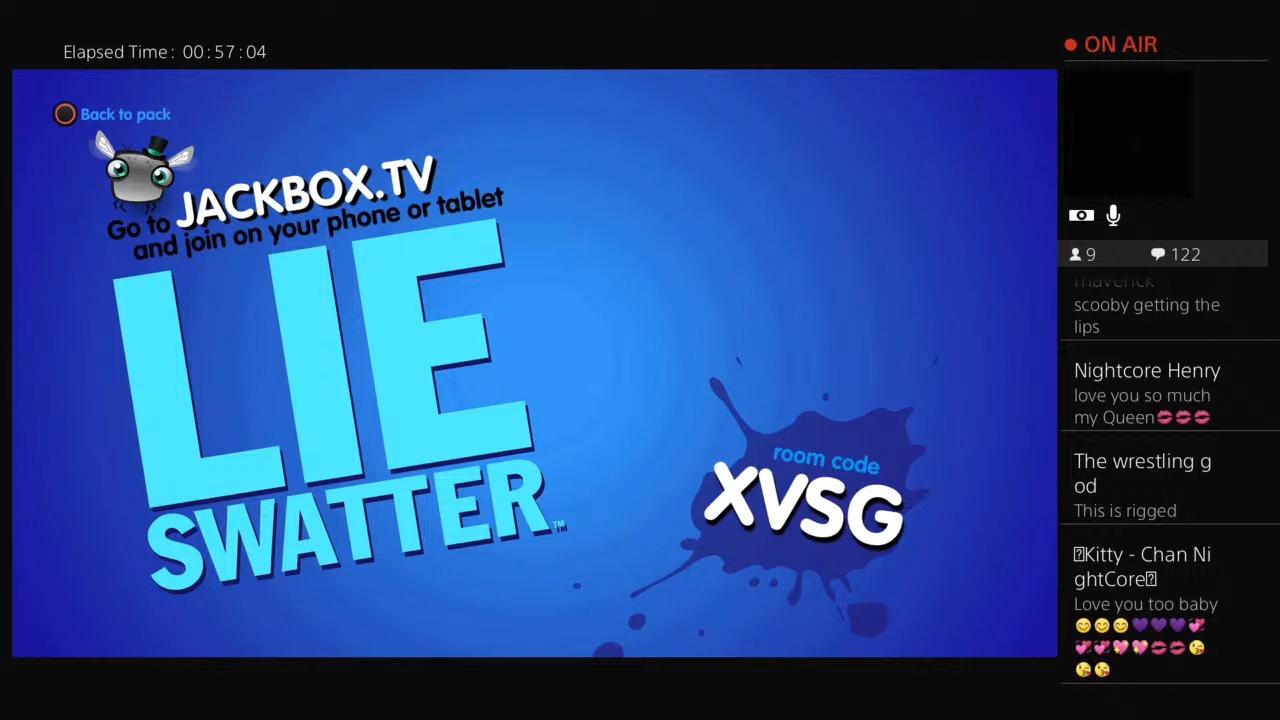 Elapsed Time: 00:57:04
ON AIR
Back to pack
Go to JACKBOX.TV
and join on your phone or tablet
LIE
SWATTER™
room code
XVSG
9 122
maverick
scooby getting the
lips
Nightcore Henry
love you so much
my Queen💋💋💋
The wrestling g
od
This is rigged
Kitty - Chan Ni
ghtCore
Love you too baby
😊😊😊💜💜💜💞
💞💞💖💖💋💋😘
😘😘